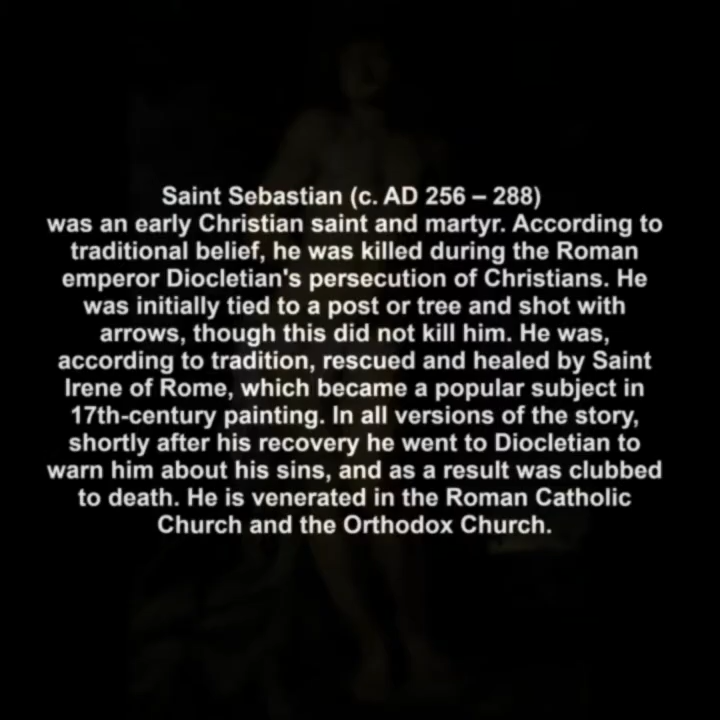 Saint Sebastian (c. AD 256 – 288)
was an early Christian saint and martyr. According to
traditional belief, he was killed during the Roman
emperor Diocletian's persecution of Christians. He
was initially tied to a post or tree and shot with
arrows, though this did not kill him. He was,
according to tradition, rescued and healed by Saint
Irene of Rome, which became a popular subject in
17th-century painting. In all versions of the story,
shortly after his recovery he went to Diocletian to
warn him about his sins, and as a result was clubbed
to death. He is venerated in the Roman Catholic
Church and the Orthodox Church.